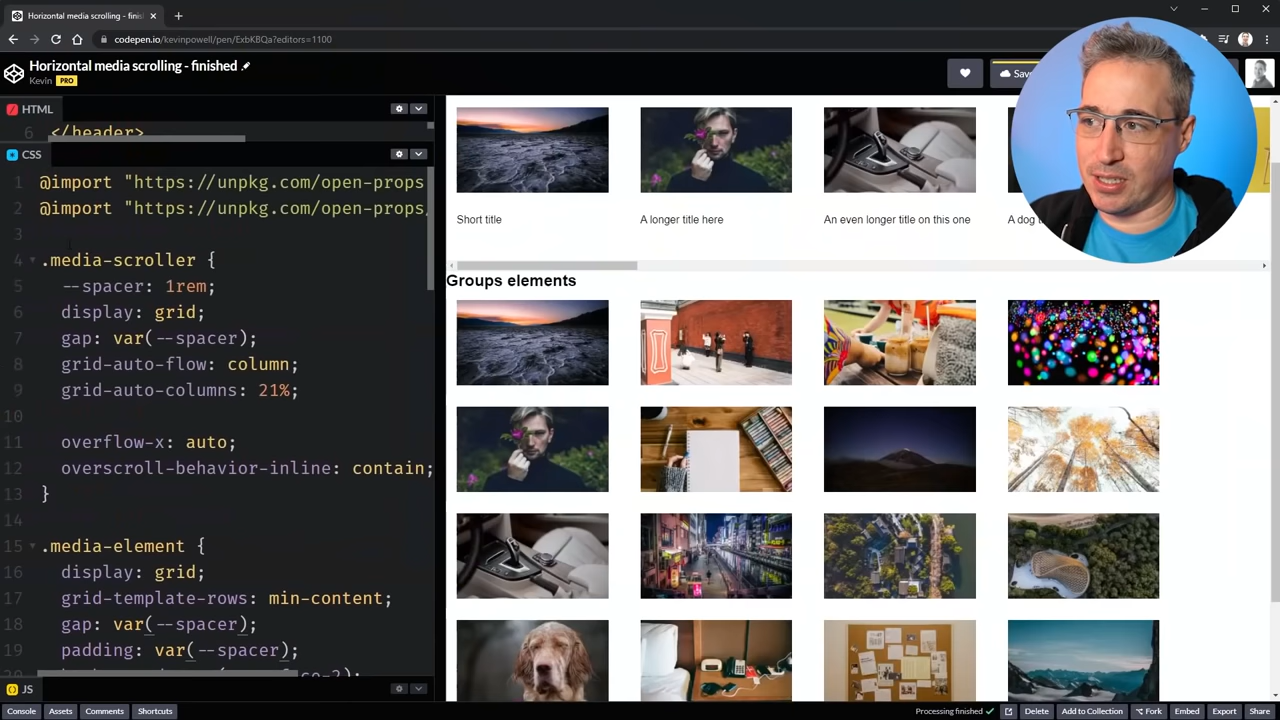 Horizontal media scrolling - finis
codepen.io/kevinpowell/pen/ExbKBQa?editors=1100
Horizontal media scrolling - finished
Kevin PRO
Save
HTML
6 </header>
CSS
1 @import "https://unpkg.com/open-props
2 @import "https://unpkg.com/open-props/
3
4 .media-scroller {
5 --spacer: 1rem;
6 display: grid;
7 gap: var(--spacer);
8 grid-auto-flow: column;
9 grid-auto-columns: 21%;
10
11 overflow-x: auto;
12 overscroll-behavior-inline: contain;
13 }
14
15 .media-element {
16 display: grid;
17 grid-template-rows: min-content;
18 gap: var(--spacer);
19 padding: var(--spacer);
JS
Short title
A longer title here
An even longer title on this one
A dog
Groups elements
Console Assets Comments Shortcuts
Processing finished
Delete Add to Collection Fork Embed Export Share